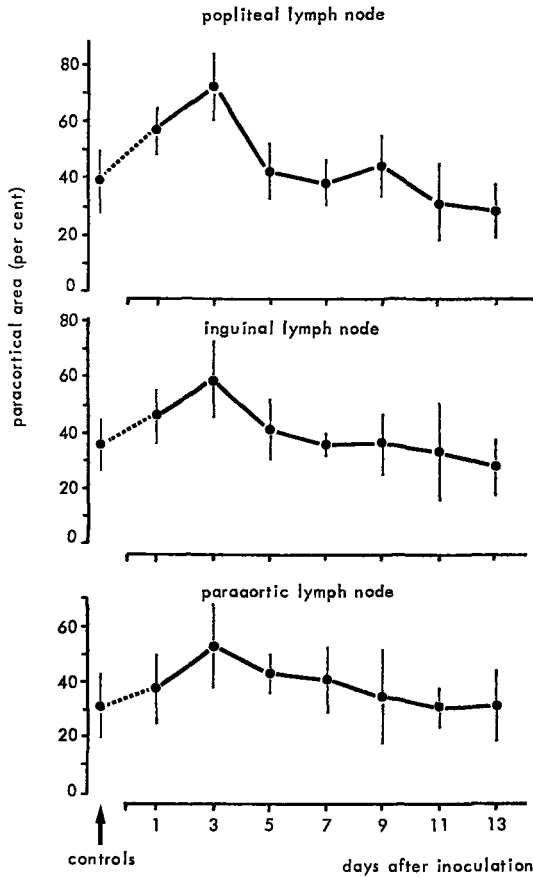 popliteal lymph node
80
60
40
20
0
inguinal lymph node
80
60
40
20
0
paraaortic lymph node
60
40
20
0
paracortical area (per cent)
1 3 5 7 9 11 13
controls
days after inoculation